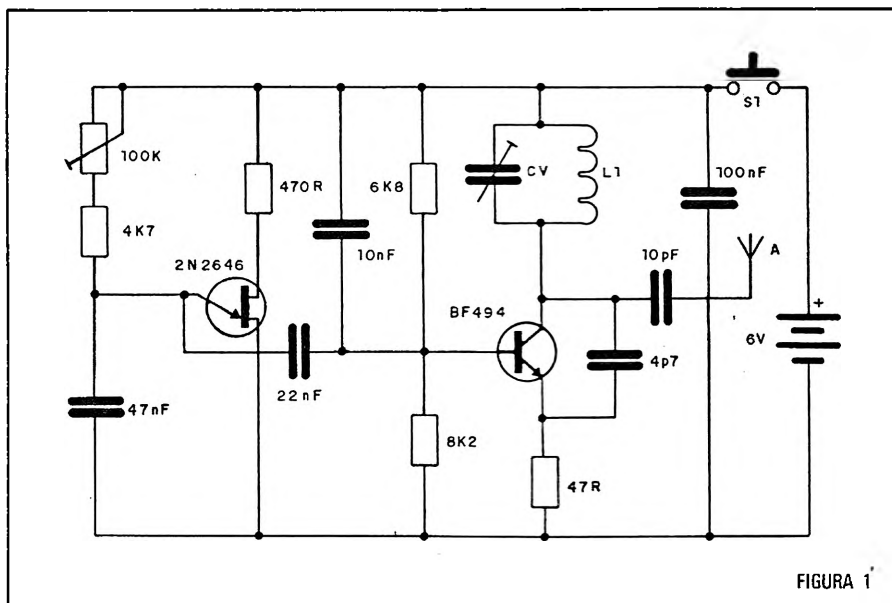 S1
100K
470R
6K8
CV
L1
100nF
4K7
10nF
10pF
A
2N2646
BF494
+
6V
22nF
4p7
47nF
8K2
47R
FIGURA 1